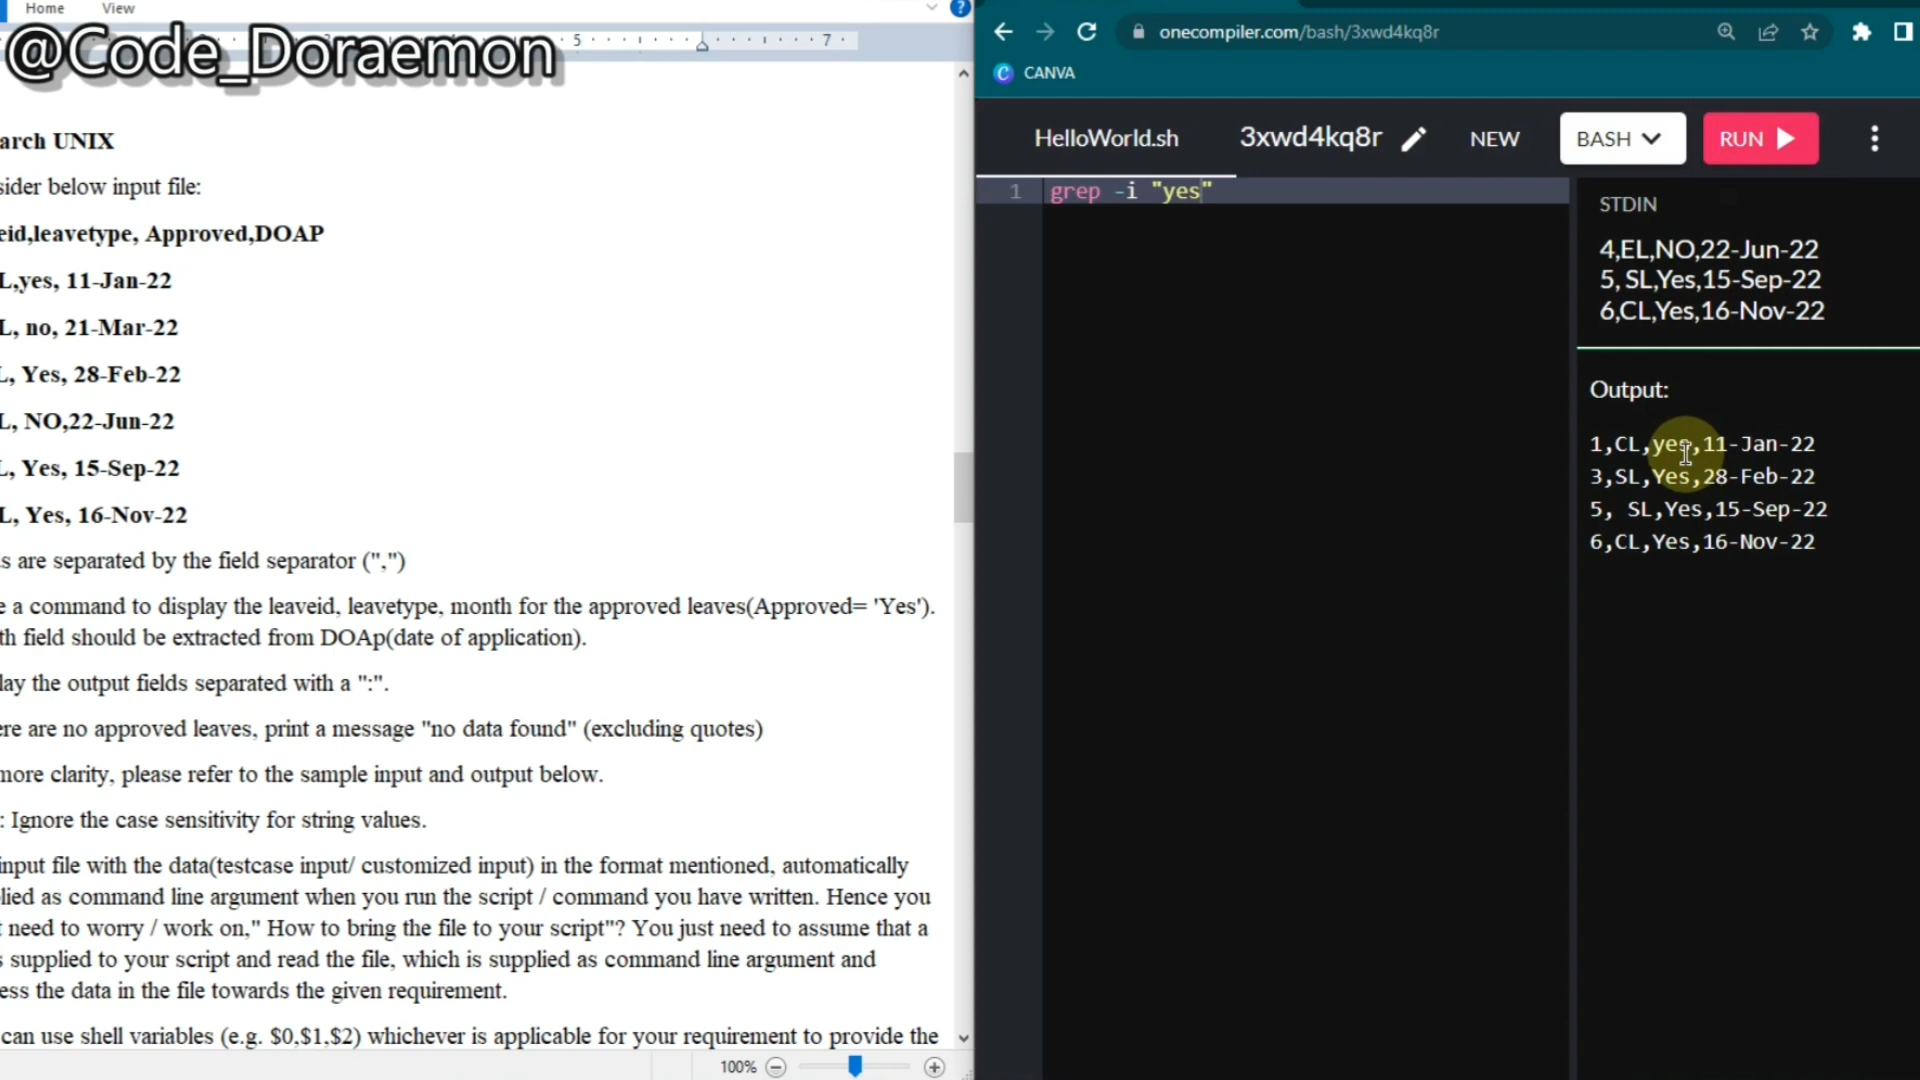 Home View
@Code_Doraemon
5 7
arch UNIX
sider below input file:
eid,leavetype, Approved,DOAP
L,yes, 11-Jan-22
L, no, 21-Mar-22
L, Yes, 28-Feb-22
L, NO,22-Jun-22
L, Yes, 15-Sep-22
L, Yes, 16-Nov-22
s are separated by the field separator (",")
e a command to display the leaveid, leavetype, month for the approved leaves(Approved= 'Yes').
th field should be extracted from DOAp(date of application).
lay the output fields separated with a ":".
ere are no approved leaves, print a message "no data found" (excluding quotes)
more clarity, please refer to the sample input and output below.
: Ignore the case sensitivity for string values.
input file with the data(testcase input/ customized input) in the format mentioned, automatically
lied as command line argument when you run the script / command you have written. Hence you
t need to worry / work on," How to bring the file to your script"? You just need to assume that a
s supplied to your script and read the file, which is supplied as command line argument and
ess the data in the file towards the given requirement.
can use shell variables (e.g. $0,$1,$2) whichever is applicable for your requirement to provide the
100%
onecompiler.com/bash/3xwd4kq8r
CANVA
HelloWorld.sh 3xwd4kq8r NEW BASH RUN
1 grep -i "yes"
STDIN
4,EL,NO,22-Jun-22
5, SL,Yes,15-Sep-22
6,CL,Yes,16-Nov-22
Output:
1,CL,yes,11-Jan-22
3,SL,Yes,28-Feb-22
5, SL,Yes,15-Sep-22
6,CL,Yes,16-Nov-22